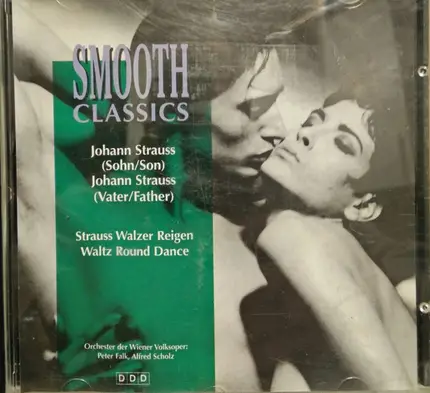 SMOOTH
CLASSICS
Johann Strauss
(Sohn/Son)
Johann Strauss
(Vater/Father)
Strauss Walzer Reigen
Waltz Round Dance
Orchester der Wiener Volksoper:
Peter Falk, Alfred Scholz
DDD